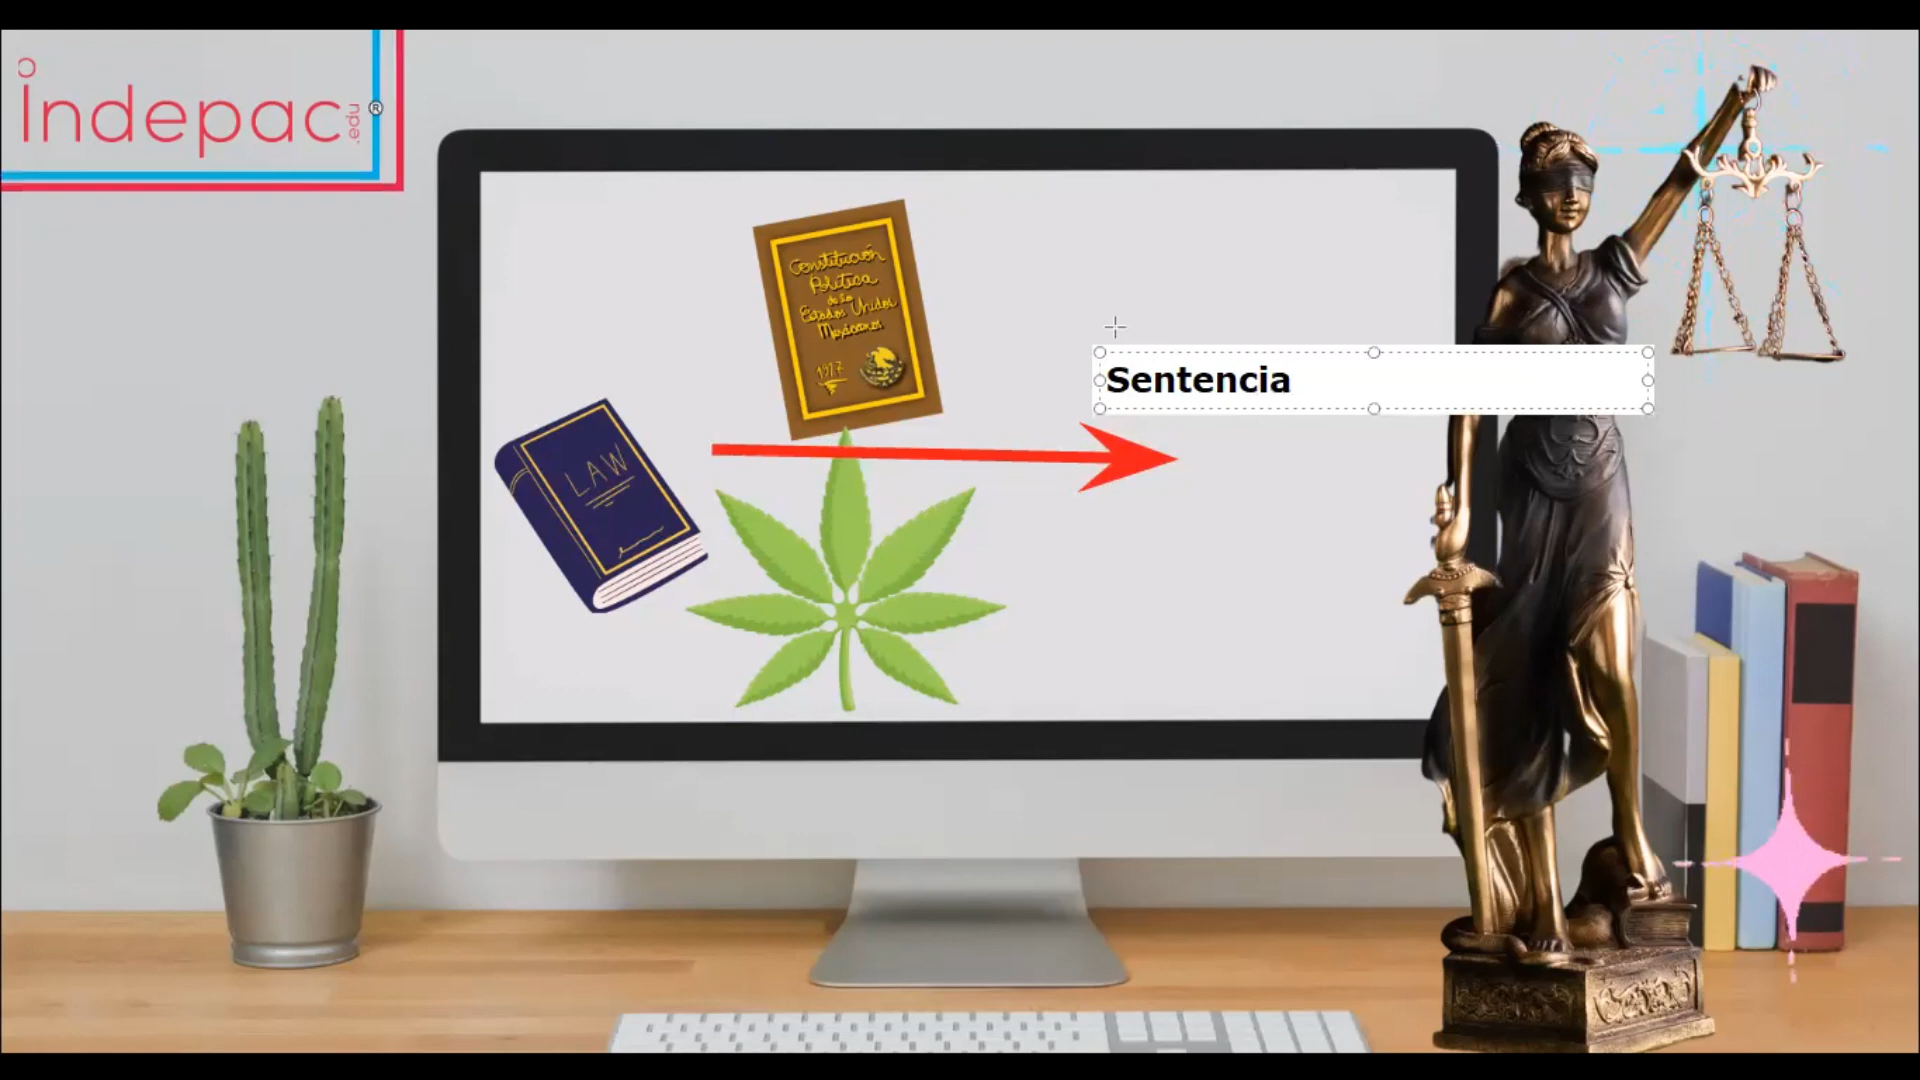 Indepac
.edu
®
Constitución
Política
de los
Estados Unidos
Mexicanos
1917
Sentencia
LAW